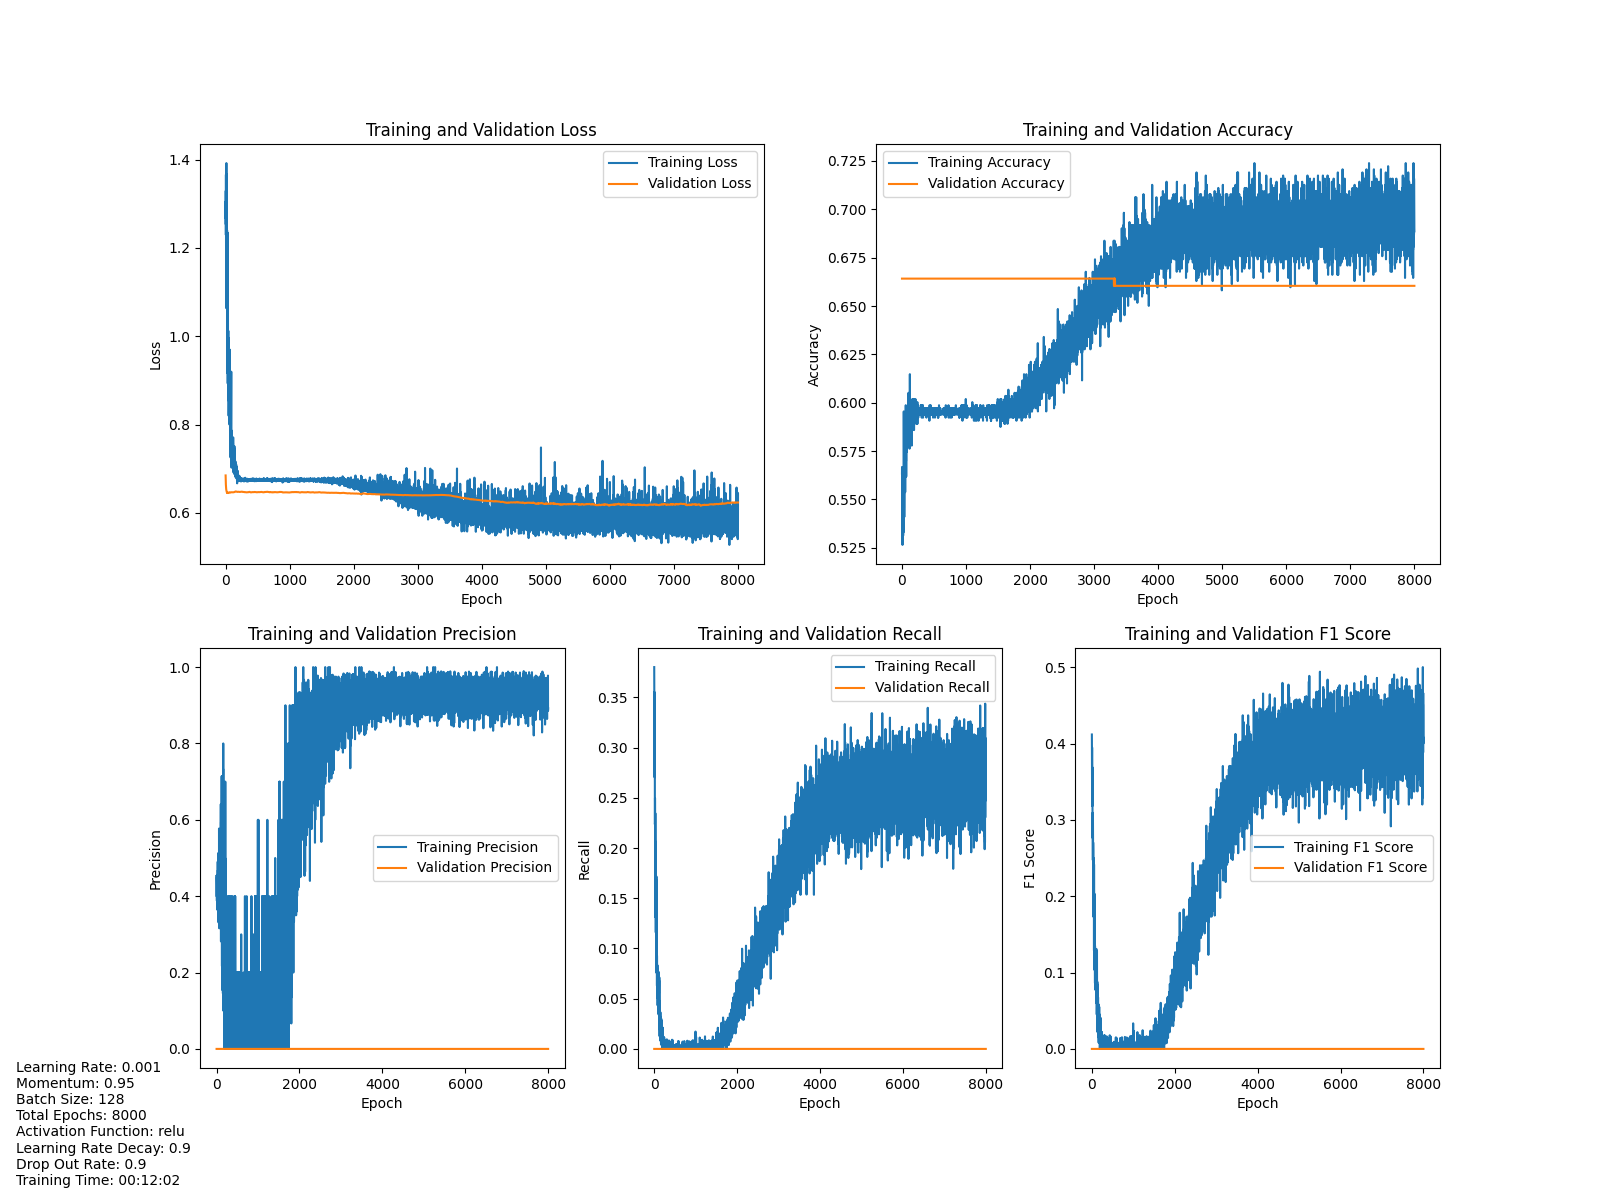 Training and Validation Loss
1.4
1.2
1.0
0.8
0.6
Loss
Training Loss
Validation Loss
0 1000 2000 3000 4000 5000 6000 7000 8000
Epoch
Training and Validation Accuracy
0.725
0.700
0.675
0.650
0.625
0.600
0.575
0.550
0.525
Accuracy
Training Accuracy
Validation Accuracy
0 1000 2000 3000 4000 5000 6000 7000 8000
Epoch
Training and Validation Precision
1.0
0.8
0.6
0.4
0.2
0.0
Precision
Training Precision
Validation Precision
0 2000 4000 6000 8000
Epoch
Training and Validation Recall
0.35
0.30
0.25
0.20
0.15
0.10
0.05
0.00
Recall
Training Recall
Validation Recall
0 2000 4000 6000 8000
Epoch
Training and Validation F1 Score
0.5
0.4
0.3
0.2
0.1
0.0
F1 Score
Training F1 Score
Validation F1 Score
0 2000 4000 6000 8000
Epoch
Learning Rate: 0.001
Momentum: 0.95
Batch Size: 128
Total Epochs: 8000
Activation Function: relu
Learning Rate Decay: 0.9
Drop Out Rate: 0.9
Training Time: 00:12:02